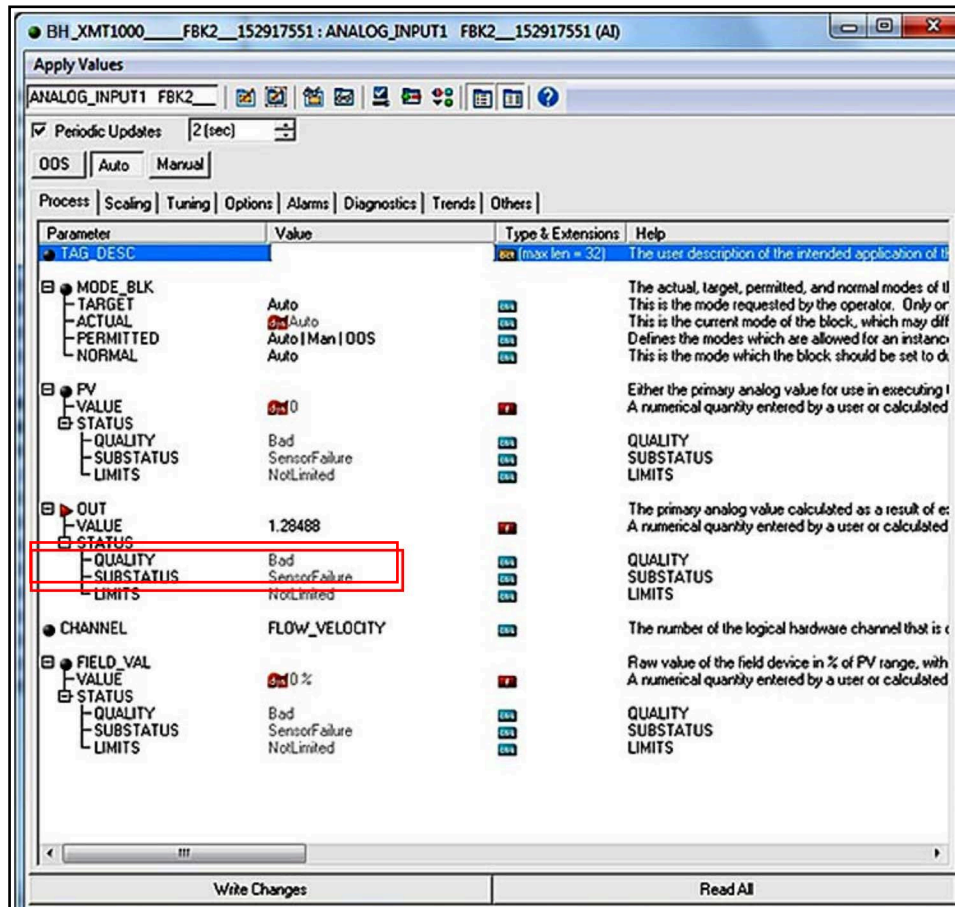 BH_XMT1000_____FBK2__152917551 : ANALOG_INPUT1 FBK2__152917551 (AI)
Apply Values
ANALOG_INPUT1 FBK2__
Periodic Updates 2 (sec)
OOS Auto Manual
Process Scaling Tuning Options Alarms Diagnostics Trends Others
Parameter Value Type & Extensions Help
TAG_DESC (max len = 32) The user description of the intended application of
MODE_BLK The actual, target, permitted, and normal modes of
TARGET Auto This is the mode requested by the operator. Only
ACTUAL Auto This is the current mode of the block, which may
PERMITTED Auto | Man | OOS Defines the modes which are allowed for an
NORMAL Auto This is the mode which the block should be set to
PV Either the primary analog value for use in executing
VALUE 0 A numerical quantity entered by a user or calculated
STATUS
QUALITY Bad QUALITY
SUBSTATUS SensorFailure SUBSTATUS
LIMITS NotLimited LIMITS
OUT The primary analog value calculated as a result of
VALUE 1.28488 A numerical quantity entered by a user or calculated
STATUS
QUALITY Bad QUALITY
SUBSTATUS SensorFailure SUBSTATUS
LIMITS NotLimited LIMITS
CHANNEL FLOW_VELOCITY The number of the logical hardware channel that is
FIELD_VAL Raw value of the field device in % of PV range, with
VALUE 0 % A numerical quantity entered by a user or calculated
STATUS
QUALITY Bad QUALITY
SUBSTATUS SensorFailure SUBSTATUS
LIMITS NotLimited LIMITS
Write Changes Read All